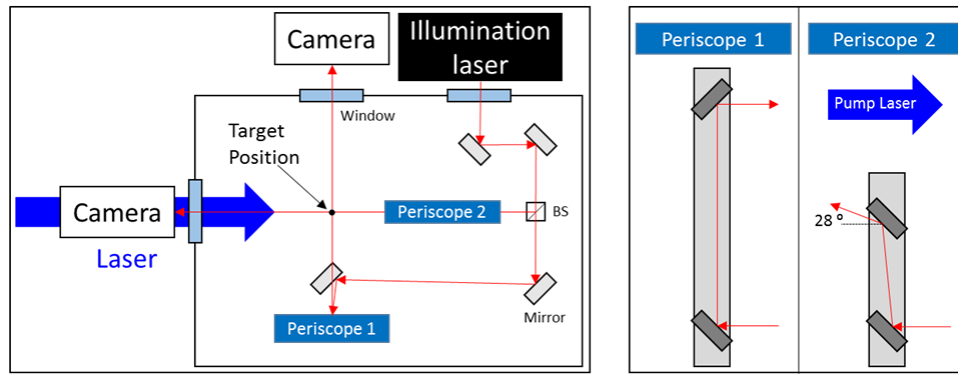 Camera
Illumination
laser
Window
Target
Position
Camera
Laser
Periscope 2
BS
Mirror
Periscope 1
Periscope 1
Periscope 2
Pump Laser
28 °